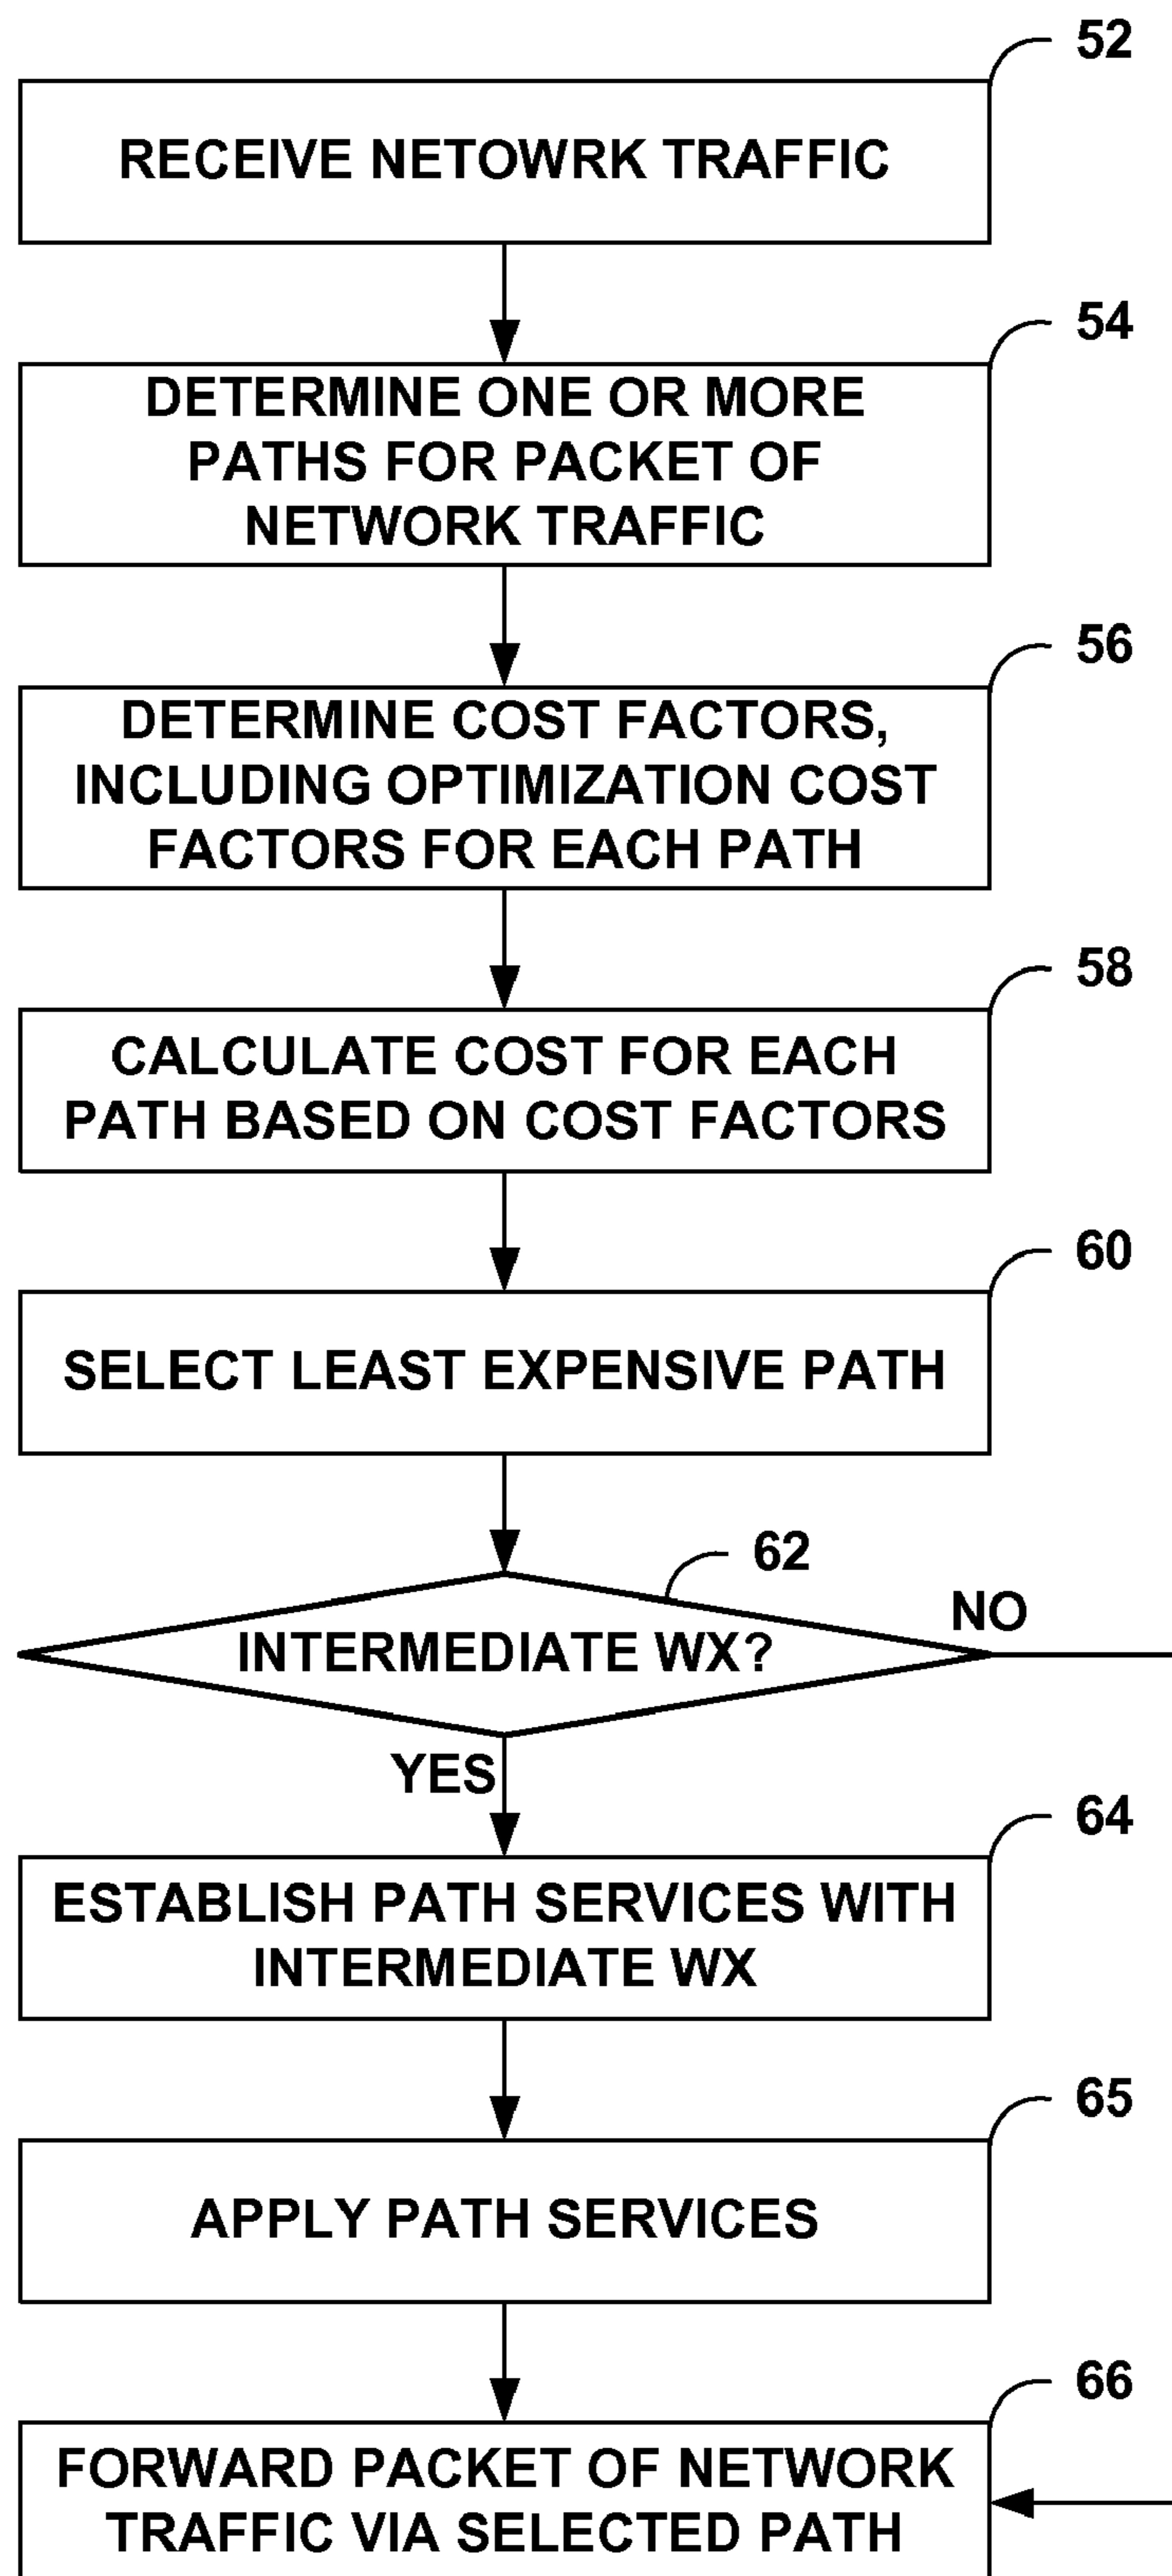 52
RECEIVE NETOWRK TRAFFIC
54
DETERMINE ONE OR MORE
PATHS FOR PACKET OF
NETWORK TRAFFIC
56
DETERMINE COST FACTORS,
INCLUDING OPTIMIZATION COST
FACTORS FOR EACH PATH
58
CALCULATE COST FOR EACH
PATH BASED ON COST FACTORS
60
SELECT LEAST EXPENSIVE PATH
62
NO
INTERMEDIATE WX?
YES
64
ESTABLISH PATH SERVICES WITH
INTERMEDIATE WX
65
APPLY PATH SERVICES
66
FORWARD PACKET OF NETWORK
TRAFFIC VIA SELECTED PATH